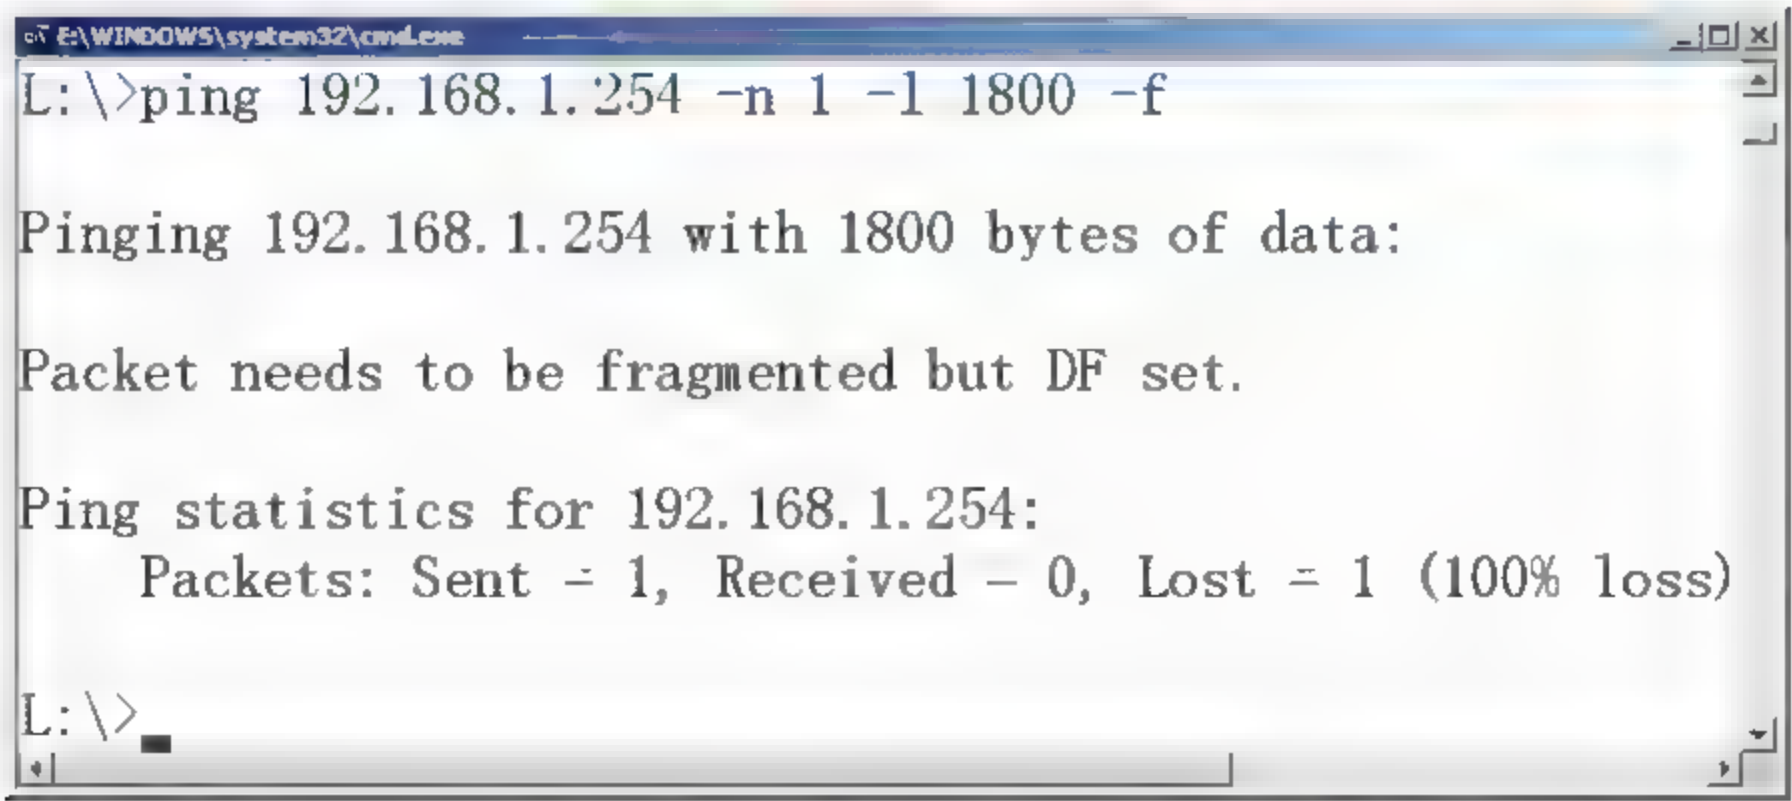 E:\WINDOWS\system32\cmd.exe
L:\>ping 192.168.1.254 -n 1 -l 1800 -f
Pinging 192.168.1.254 with 1800 bytes of data:
Packet needs to be fragmented but DF set.
Ping statistics for 192.168.1.254:
Packets: Sent = 1, Received = 0, Lost = 1 (100% loss)
L:\>